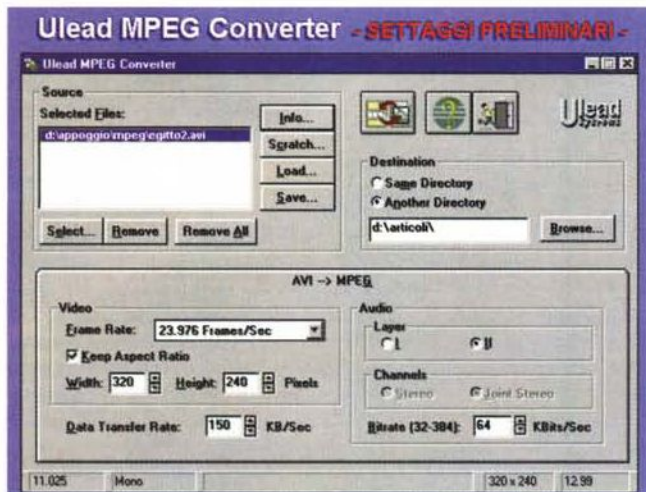 Ulead MPEG Converter - SETTAGGI PRELIMINARI -
Ulead MPEG Converter
Source
Selected Files:
d:\appoggio\mpeg\egitto2.avi
Info...
Scratch...
Load...
Save...
Select...
Remove
Remove All
Ulead
Systems
Destination
Same Directory
Another Directory
d:\articoli\
Browse...
AVI --> MPEG
Video
Frame Rate: 23.976 Frames/Sec
Keep Aspect Ratio
Width: 320 Height: 240 Pixels
Data Transfer Rate: 150 KB/Sec
Audio
Layer
I II
Channels
Stereo Joint Stereo
Bitrate (32-384): 64 KBits/Sec
11.025 Mono 320 x 240 12.99